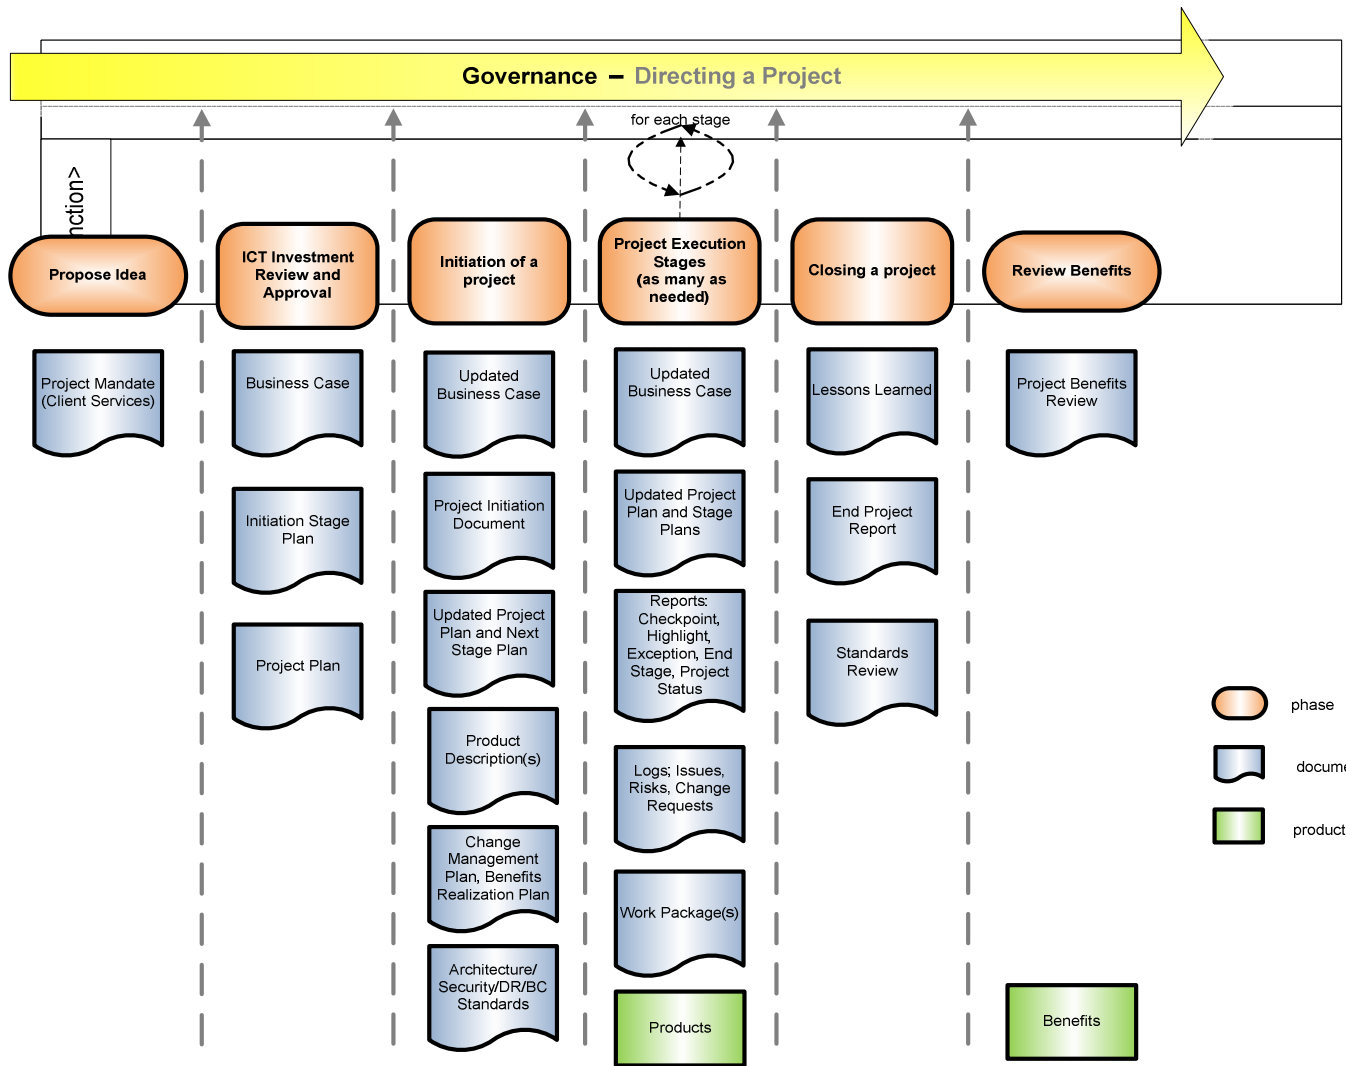 Governance – Directing a Project
for each stage
nction>
Propose Idea
ICT Investment
Review and
Approval
Initiation of a
project
Project Execution
Stages
(as many as
needed)
Closing a project
Review Benefits
Project Mandate
(Client Services)
Business Case
Initiation Stage
Plan
Project Plan
Updated
Business Case
Project Initiation
Document
Updated Project
Plan and Next
Stage Plan
Product
Description(s)
Change
Management
Plan, Benefits
Realization Plan
Architecture/
Security/DR/BC
Standards
Updated
Business Case
Updated Project
Plan and Stage
Plans
Reports:
Checkpoint,
Highlight,
Exception, End
Stage, Project
Status
Logs; Issues,
Risks, Change
Requests
Work Package(s)
Products
Lessons Learned
End Project
Report
Standards
Review
Project Benefits
Review
Benefits
phase
docume
product